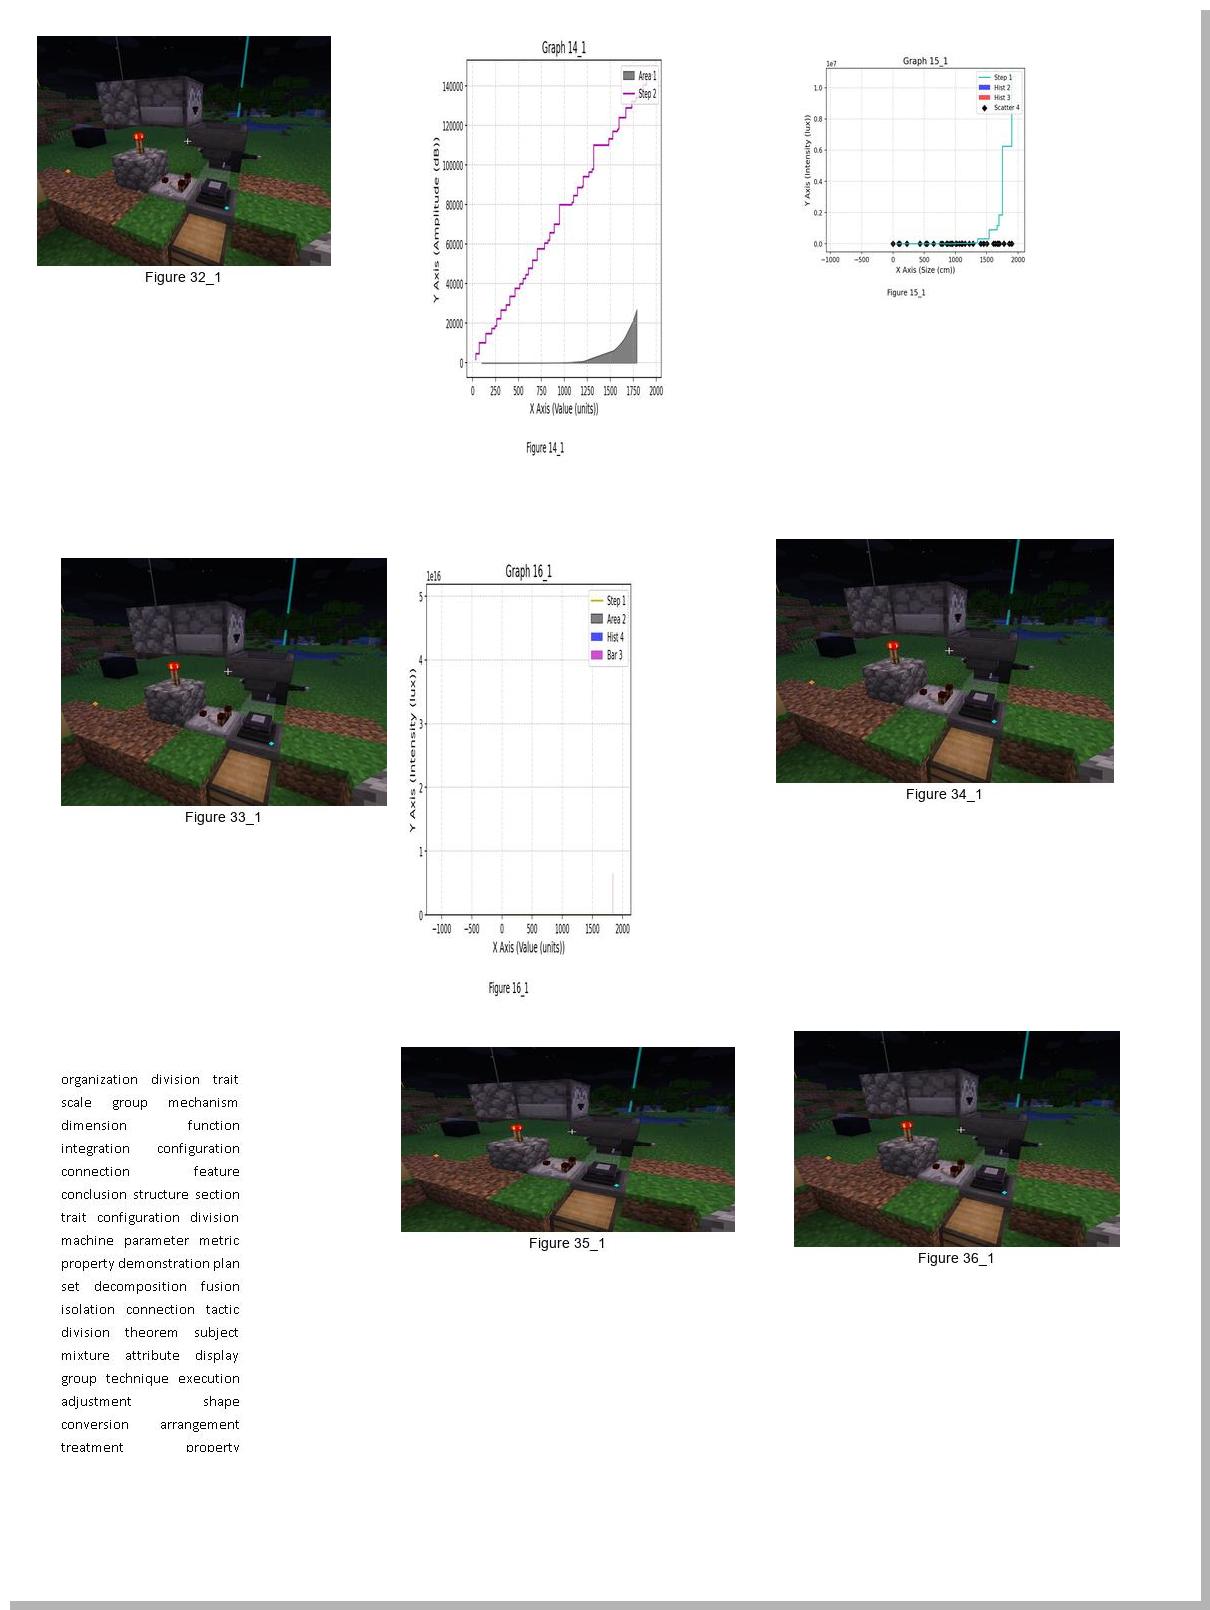 Figure 32_1
Graph 14_1
Area 1
Step 2
140000
120000
100000
80000
60000
40000
20000
0
Y Axis (Amplitude (dB))
0 250 500 750 1000 1250 1500 1750 2000
X Axis (Value (units))
Figure 14_1
Graph 15_1
1e7
Step 1
Hist 2
Hist 3
Scatter 4
1.0
0.8
0.6
0.4
0.2
0.0
Y Axis (Intensity (lux))
−1000 −500 0 500 1000 1500 2000
X Axis (Size (cm))
Figure 15_1
Figure 33_1
Graph 16_1
1e16
Step 1
Area 2
Hist 4
Bar 3
5
4
3
2
1
0
Y Axis (Intensity (lux))
−1000 −500 0 500 1000 1500 2000
X Axis (Value (units))
Figure 16_1
Figure 34_1
organization division trait
scale group mechanism
dimension function
integration configuration
connection feature
conclusion structure section
trait configuration division
machine parameter metric
property demonstration plan
set decomposition fusion
isolation connection tactic
division theorem subject
mixture attribute display
group technique execution
adjustment shape
conversion arrangement
treatment property
Figure 35_1
Figure 36_1